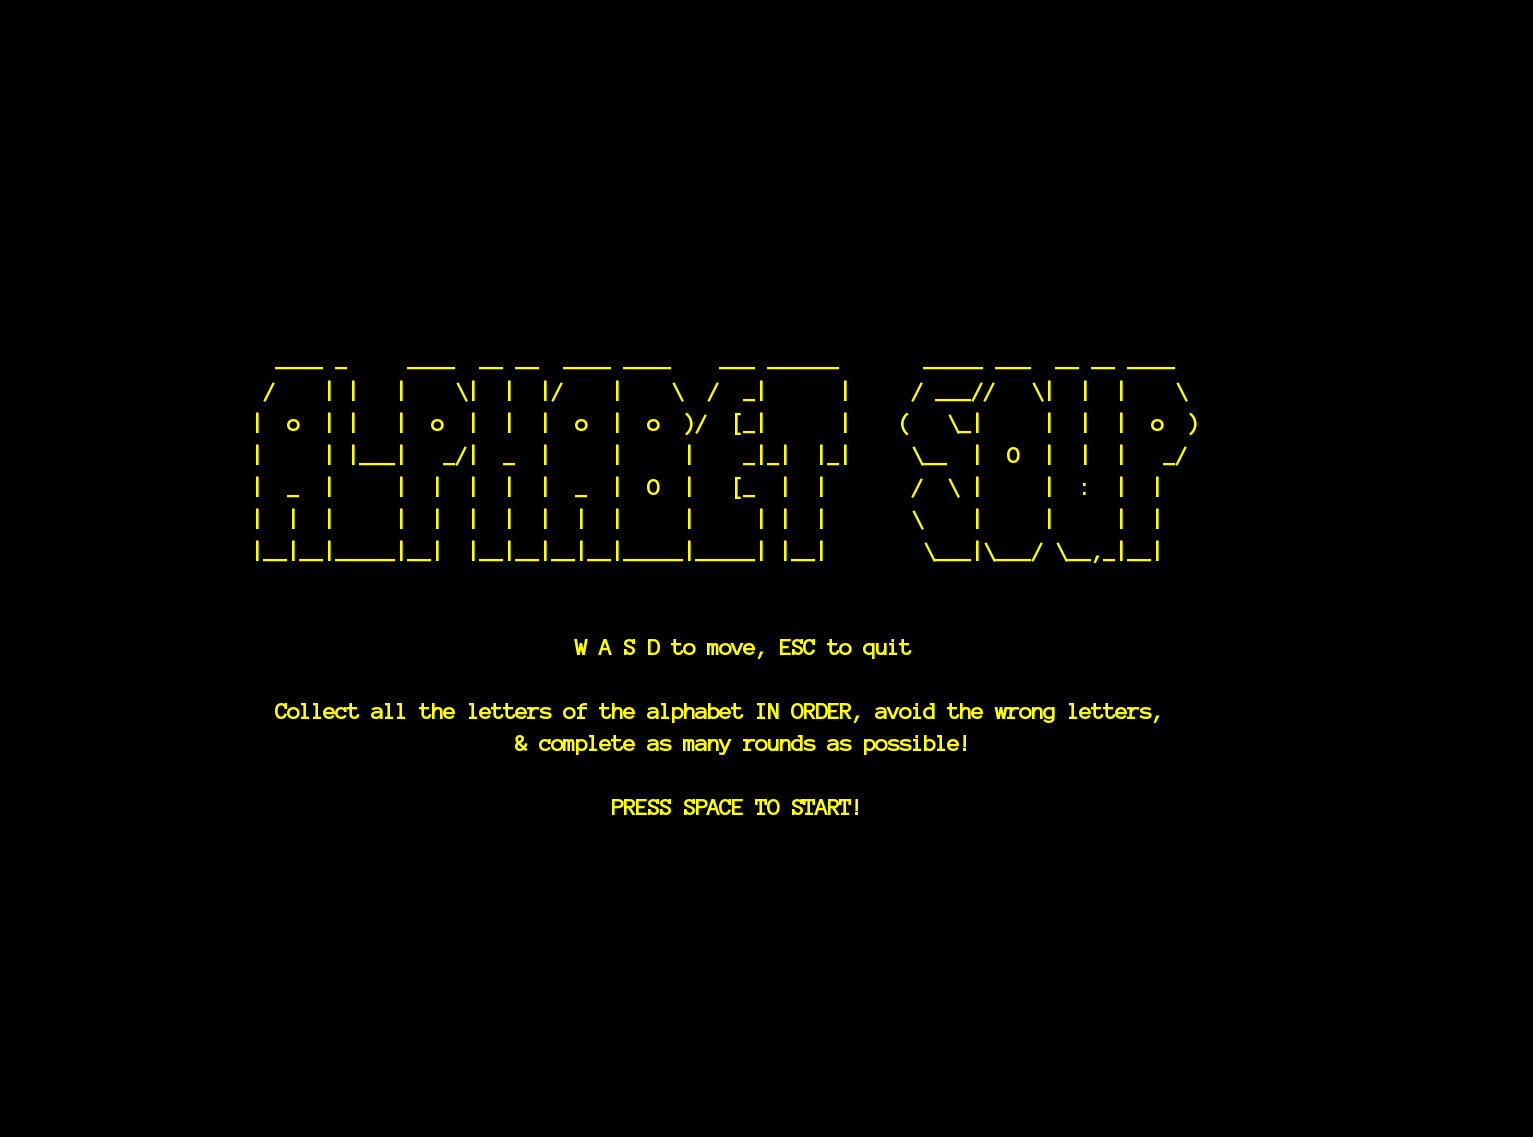 ALPHABET SOUP
W A S D to move, ESC to quit
Collect all the letters of the alphabet IN ORDER, avoid the wrong letters,
& complete as many rounds as possible!
PRESS SPACE TO START!